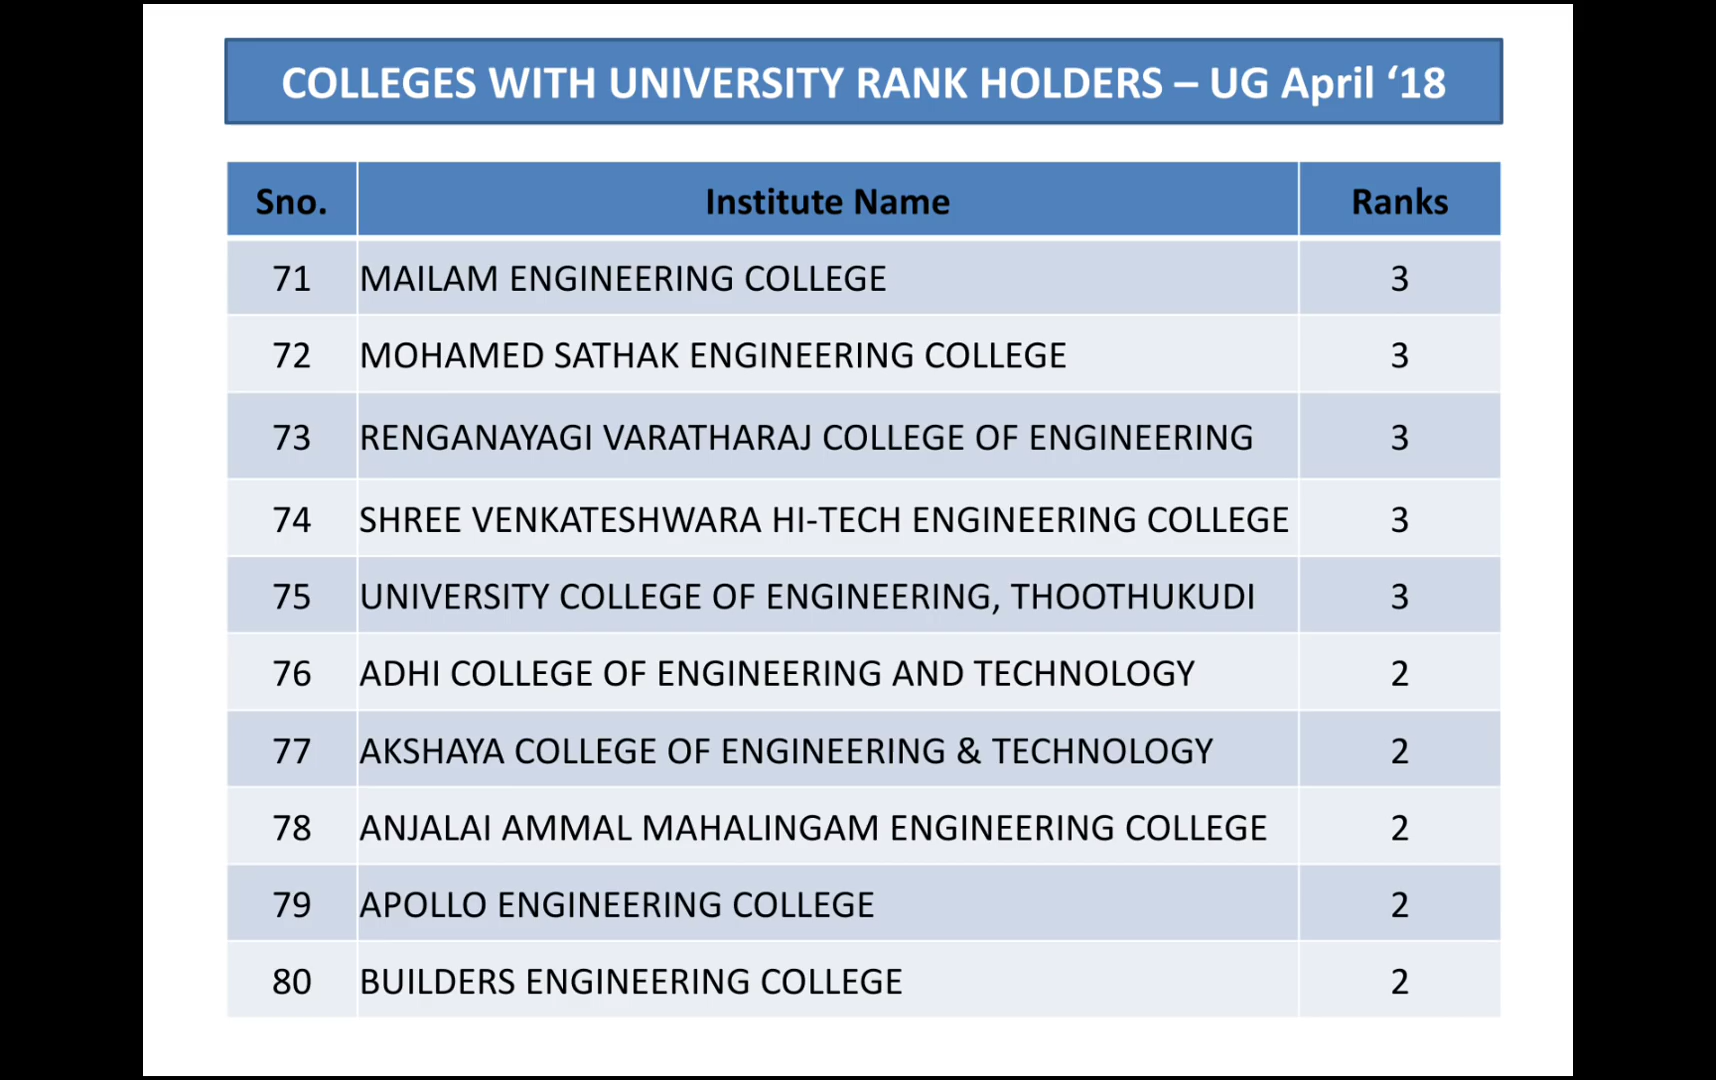 COLLEGES WITH UNIVERSITY RANK HOLDERS – UG April ‘18
Sno. Institute Name Ranks
71 MAILAM ENGINEERING COLLEGE 3
72 MOHAMED SATHAK ENGINEERING COLLEGE 3
73 RENGANAYAGI VARATHARAJ COLLEGE OF ENGINEERING 3
74 SHREE VENKATESHWARA HI-TECH ENGINEERING COLLEGE 3
75 UNIVERSITY COLLEGE OF ENGINEERING, THOOTHUKUDI 3
76 ADHI COLLEGE OF ENGINEERING AND TECHNOLOGY 2
77 AKSHAYA COLLEGE OF ENGINEERING & TECHNOLOGY 2
78 ANJALAI AMMAL MAHALINGAM ENGINEERING COLLEGE 2
79 APOLLO ENGINEERING COLLEGE 2
80 BUILDERS ENGINEERING COLLEGE 2